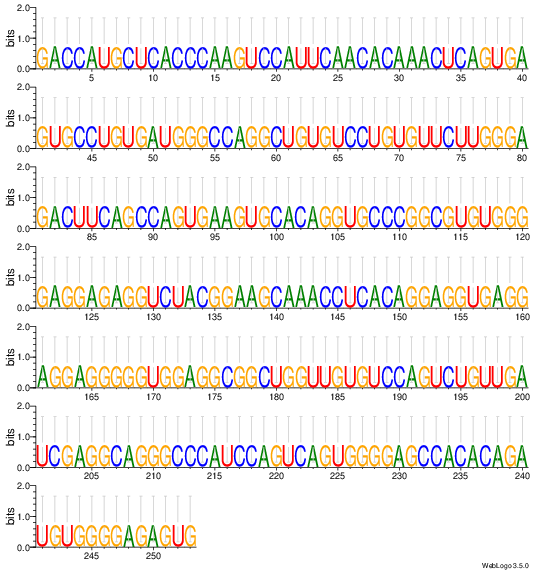 2.0
1.0
0.0
bits
GACCAUGCUCACCCAAGUCCAUUCAACACAAACUCAGUGA
5 10 15 20 25 30 35 40
2.0
1.0
0.0
bits
GUGCCUGUGAUGGGCCAGGCUGUGUCCUGUGUUCUUGGGA
45 50 55 60 65 70 75 80
2.0
1.0
0.0
bits
GACUUCAGCCAGUGAAGUGCACAGGUGCCCGGCGUGUGGG
85 90 95 100 105 110 115 120
2.0
1.0
0.0
bits
GAGGAGAGGUCUACGGAAGCAAACCUCACAGGAGGUGAGG
125 130 135 140 145 150 155 160
2.0
1.0
0.0
bits
AGGAGGGGGUGGAGGCGGCUGGUUGUGUCCAGUCUGUUGA
165 170 175 180 185 190 195 200
2.0
1.0
0.0
bits
UCGAGGCAGGGCCCAUCCAGUCAGUGGGGAGCCACACAGA
205 210 215 220 225 230 235 240
2.0
1.0
0.0
bits
UGUGGGGAGAGUG
245 250
WebLogo 3.5.0